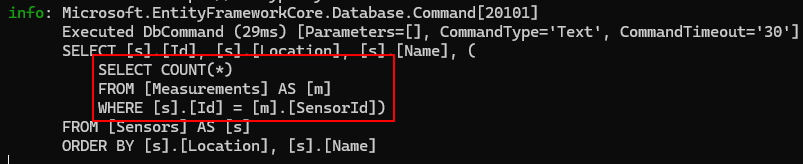 info: Microsoft.EntityFrameworkCore.Database.Command[20101]
Executed DbCommand (29ms) [Parameters=[], CommandType='Text', CommandTimeout='30']
SELECT [s].[Id], [s].[Location], [s].[Name], (
SELECT COUNT(*)
FROM [Measurements] AS [m]
WHERE [s].[Id] = [m].[SensorId])
FROM [Sensors] AS [s]
ORDER BY [s].[Location], [s].[Name]